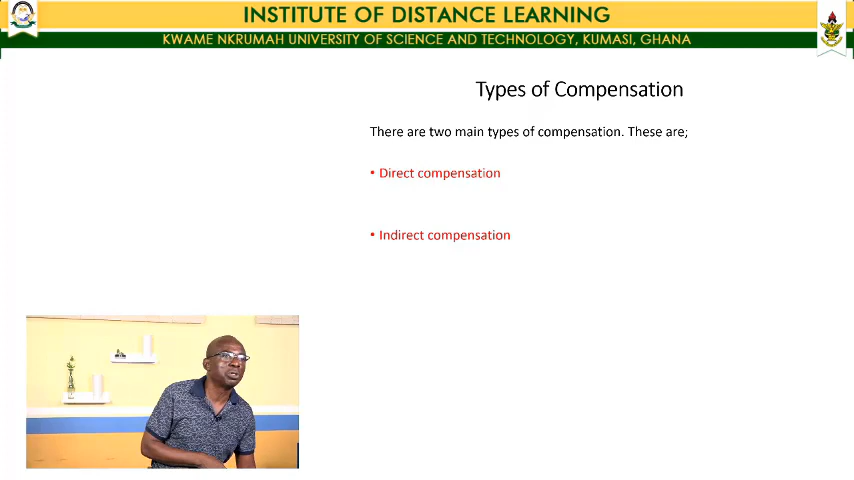 INSTITUTE OF DISTANCE LEARNING
KWAME NKRUMAH UNIVERSITY OF SCIENCE AND TECHNOLOGY, KUMASI, GHANA
Types of Compensation
There are two main types of compensation. These are;
• Direct compensation
• Indirect compensation